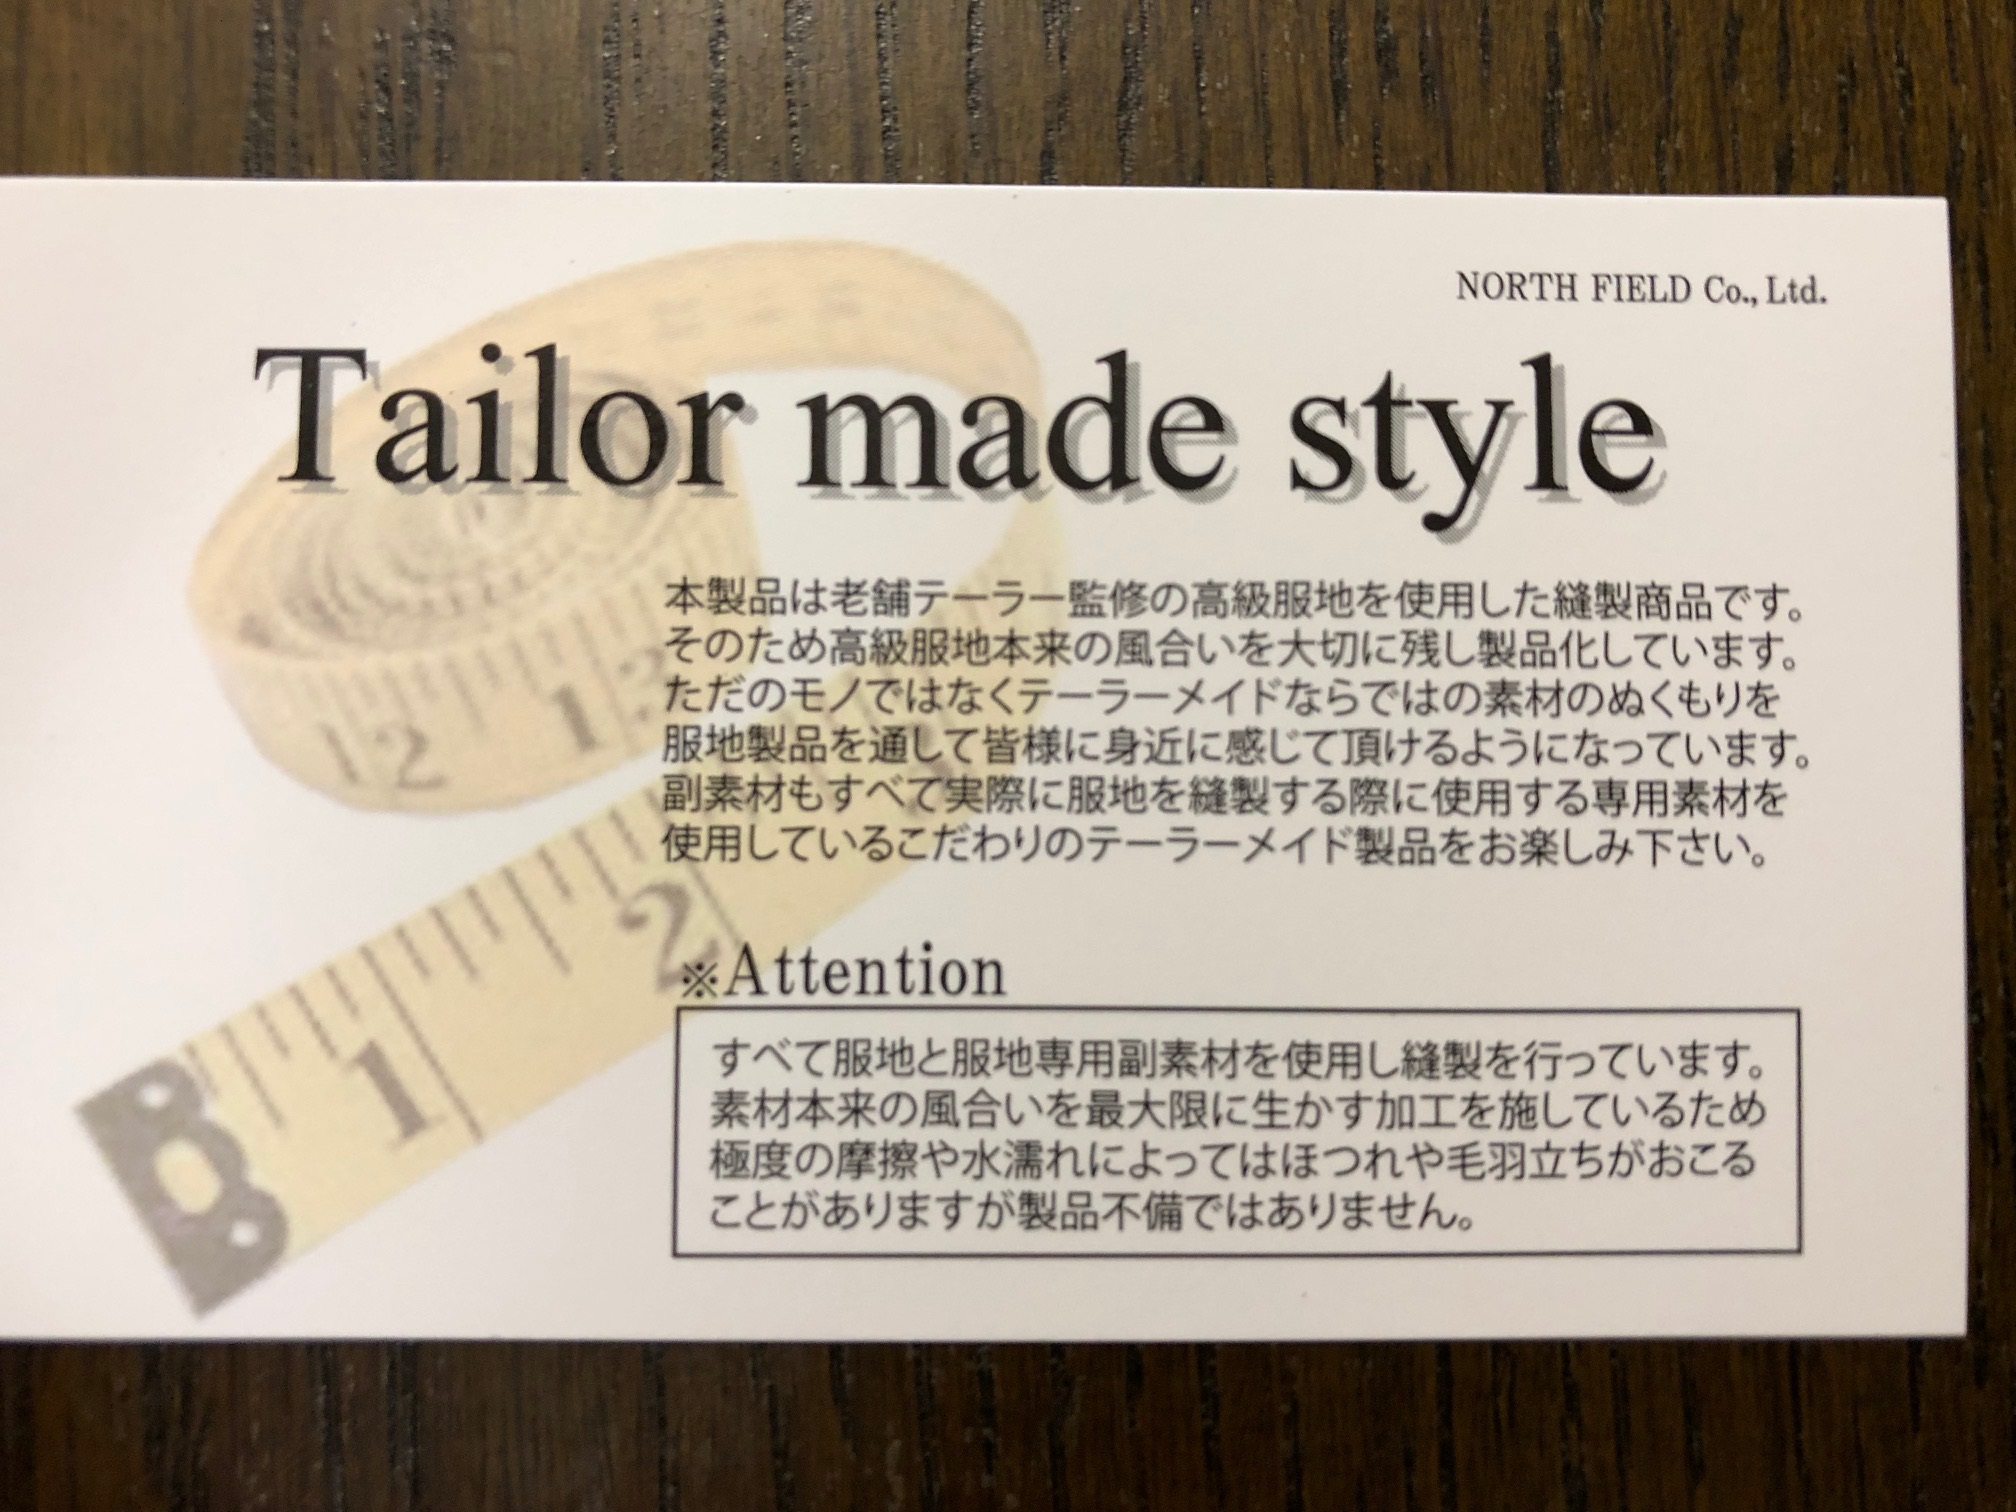 NORTH FIELD Co., Ltd.
Tailor made style
本製品は老舗テーラー監修の高級服地を使用した縫製商品です。
そのため高級服地本来の風合いを大切に残し製品化しています。
ただのモノではなくテーラーメイドならではの素材のぬくもりを
服地製品を通して皆様に身近に感じて頂けるようになっています。
副素材もすべて実際に服地を縫製する際に使用する専用素材を
使用しているこだわりのテーラーメイド製品をお楽しみ下さい。
※Attention
すべて服地と服地専用副素材を使用し縫製を行っています。
素材本来の風合いを最大限に生かす加工を施しているため
極度の摩擦や水濡れによってはほつれや毛羽立ちがおこる
ことがありますが製品不備ではありません。
12 1
1 2